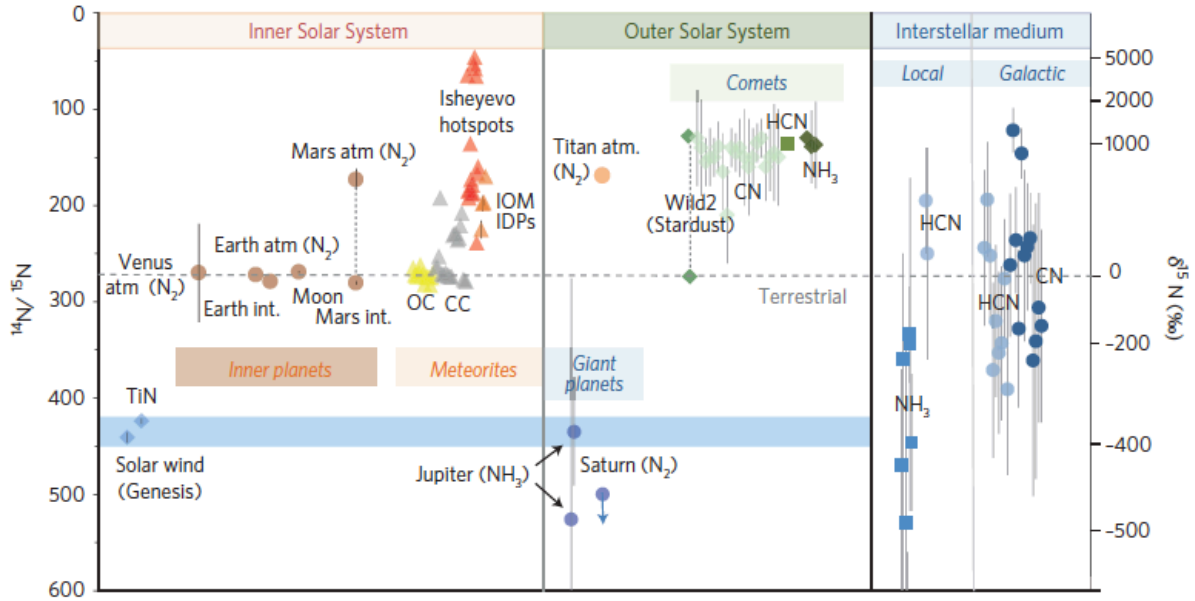 Inner Solar System
Outer Solar System
Interstellar medium
Local
Galactic
Comets
0
100
200
300
400
500
600
¹⁴N/ ¹⁵N
5000
2000
1000
0
−200
−400
−500
δ¹⁵ N (‰)
Isheyevo
hotspots
Mars atm (N₂)
IOM
IDPs
Earth atm (N₂)
Venus
atm (N₂)
Earth int.
Moon
Mars int.
OC
CC
Titan atm.
(N₂)
Wild2
(Stardust)
CN
HCN
NH₃
Terrestrial
HCN
NH₃
HCN
CN
Inner planets
Meteorites
Giant
planets
TiN
Solar wind
(Genesis)
Jupiter (NH₃)
Saturn (N₂)